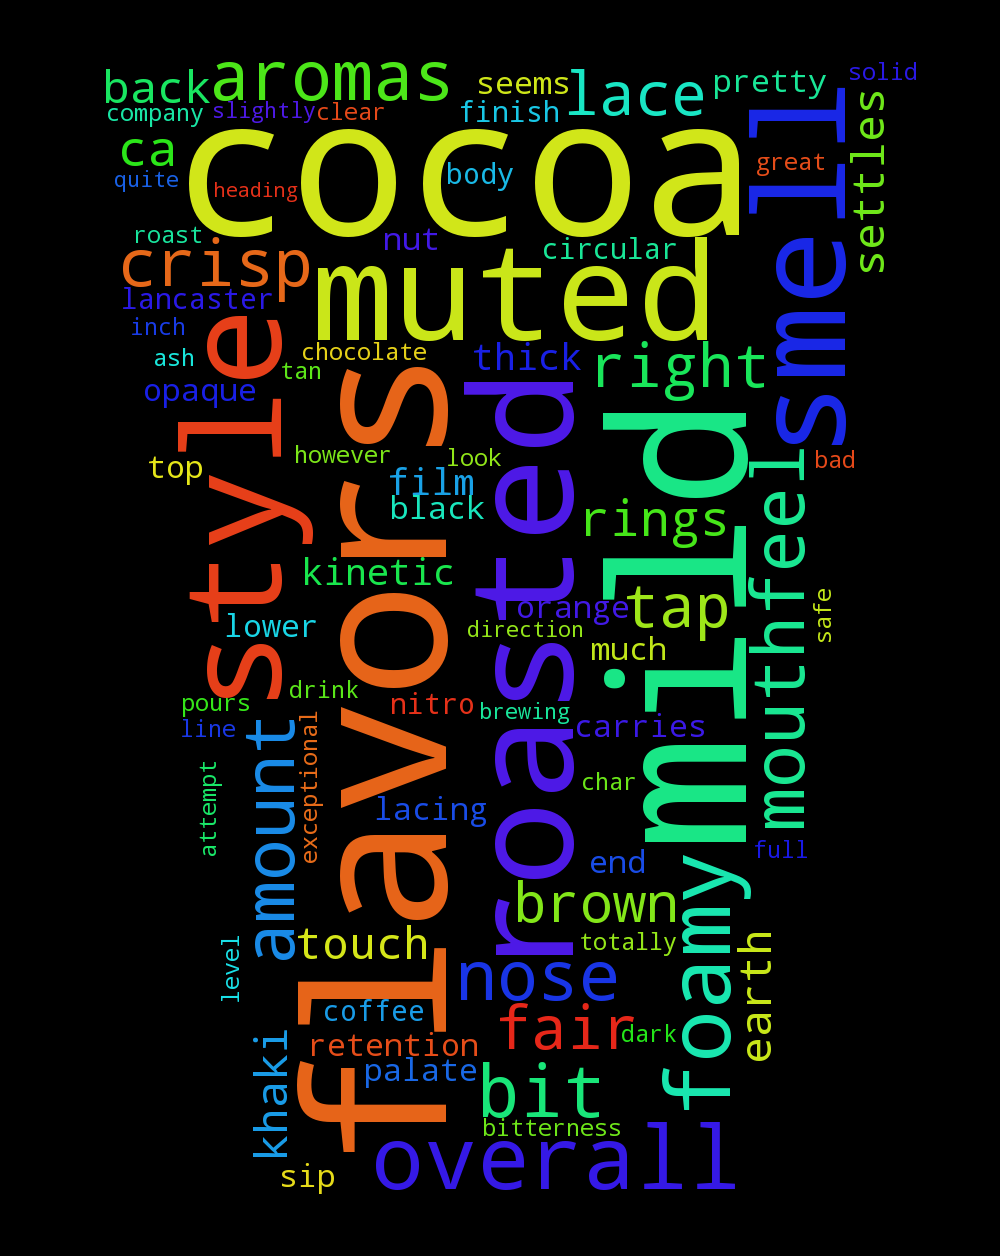 solid
aromas
back
seems
lace
pretty
company
slightly
clear
finish
settles
cocoa
smell
ca
great
quite
heading
body
roast
nut
circular
crisp
muted
lancaster
inch
style
ash
chocolate
tan
thick
right
opaque
flavors
roasted
mild
top
however
look
bad
film
black
rings
mouthfeel
kinetic
orange
tap
safe
lower
direction
much
drink
pours
nitro
brewing
line
carries
amount
exceptional
attempt
lacing
char
end
full
foamy
brown
touch
totally
level
nose
earth
coffee
fair
dark
retention
khaki
palate
bit
bitterness
overall
sip